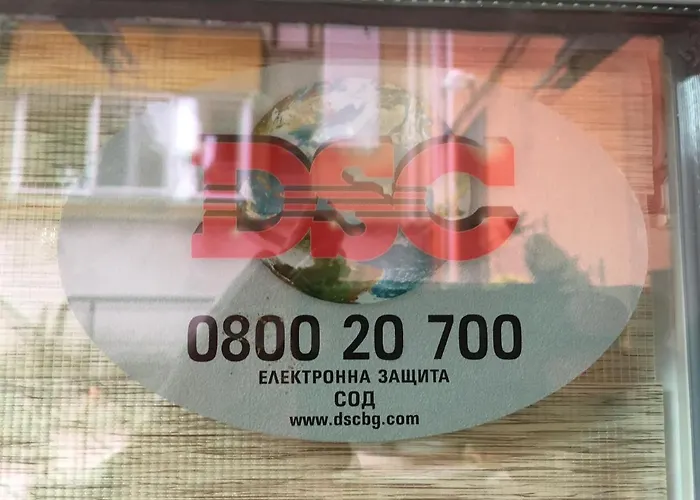 DSC
0800 20 700
ЕЛЕКТРОННА ЗАЩИТА
СОД
www.dscbg.com